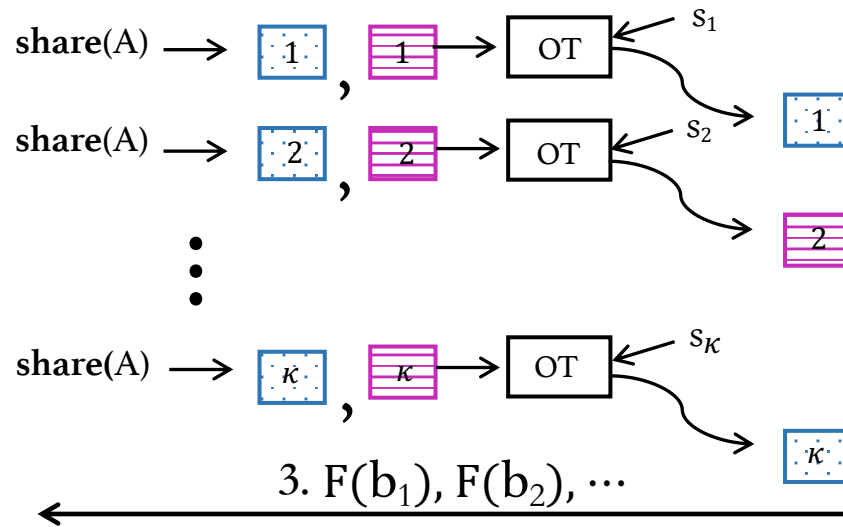 share(A) 1 , 1 OT s₁
1
share(A) 2 , 2 OT s₂
2
⋮
share(A) κ , κ OT sκ
κ
3. F(b₁), F(b₂), ⋯